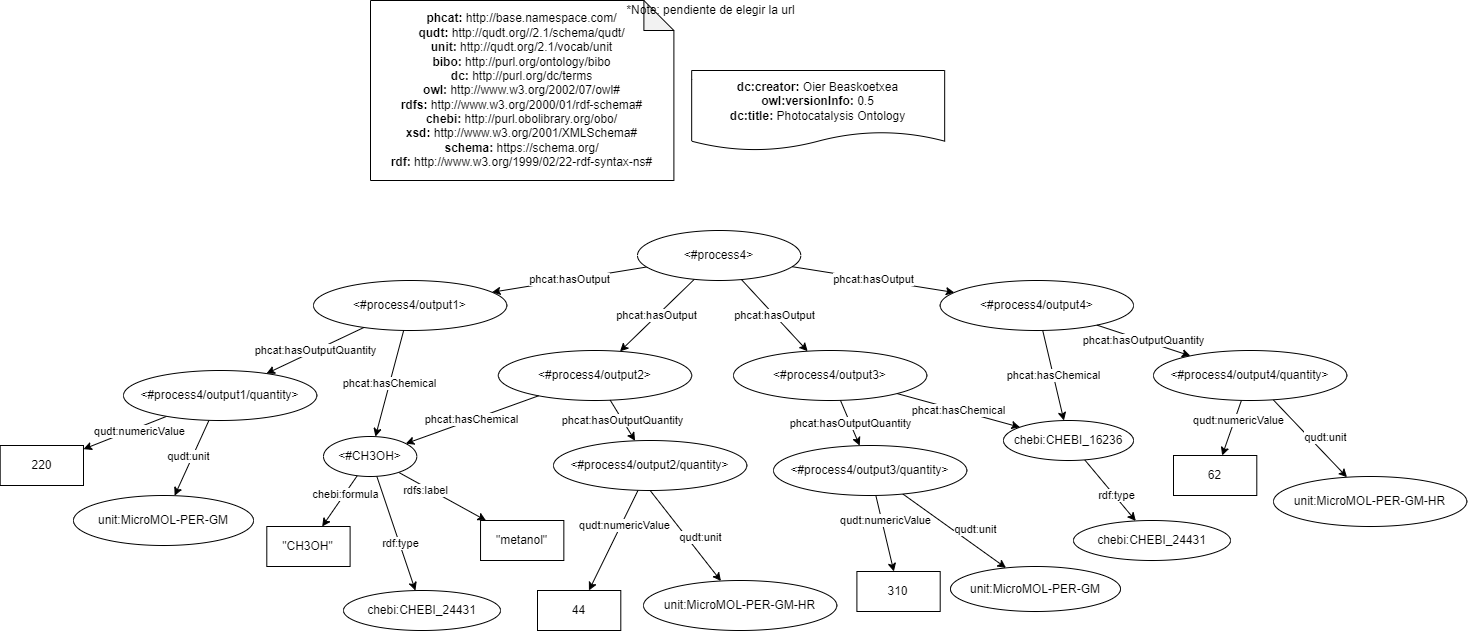 *Note: pendiente de elegir la url
phcat: http://base.namespace.com/
qudt: http://qudt.org//2.1/schema/qudt/
unit: http://qudt.org/2.1/vocab/unit
bibo: http://purl.org/ontology/bibo
dc: http://purl.org/dc/terms
owl: http://www.w3.org/2002/07/owl#
rdfs: http://www.w3.org/2000/01/rdf-schema#
chebi: http://purl.obolibrary.org/obo/
xsd: http://www.w3.org/2001/XMLSchema#
schema: https://schema.org/
rdf: http://www.w3.org/1999/02/22-rdf-syntax-ns#
dc:creator: Oier Beaskoetxea
owl:versionInfo: 0.5
dc:title: Photocatalysis Ontology
<#process4>
phcat:hasOutput
phcat:hasOutput
phcat:hasOutput
phcat:hasOutput
<#process4/output1>
<#process4/output4>
phcat:hasOutputQuantity
phcat:hasChemical
<#process4/output2>
<#process4/output3>
phcat:hasOutputQuantity
phcat:hasChemical
<#process4/output4/quantity>
<#process4/output1/quantity>
phcat:hasChemical
phcat:hasOutputQuantity
phcat:hasOutputQuantity
phcat:hasChemical
qudt:numericValue
qudt:unit
qudt:numericValue
qudt:unit
220
<#CH3OH>
<#process4/output2/quantity>
<#process4/output3/quantity>
chebi:CHEBI_16236
62
unit:MicroMOL-PER-GM
chebi:formula
rdfs:label
rdf:type
qudt:numericValue
qudt:unit
qudt:numericValue
qudt:unit
rdf:type
unit:MicroMOL-PER-GM-HR
"CH3OH"
"metanol"
chebi:CHEBI_24431
chebi:CHEBI_24431
44
unit:MicroMOL-PER-GM-HR
310
unit:MicroMOL-PER-GM